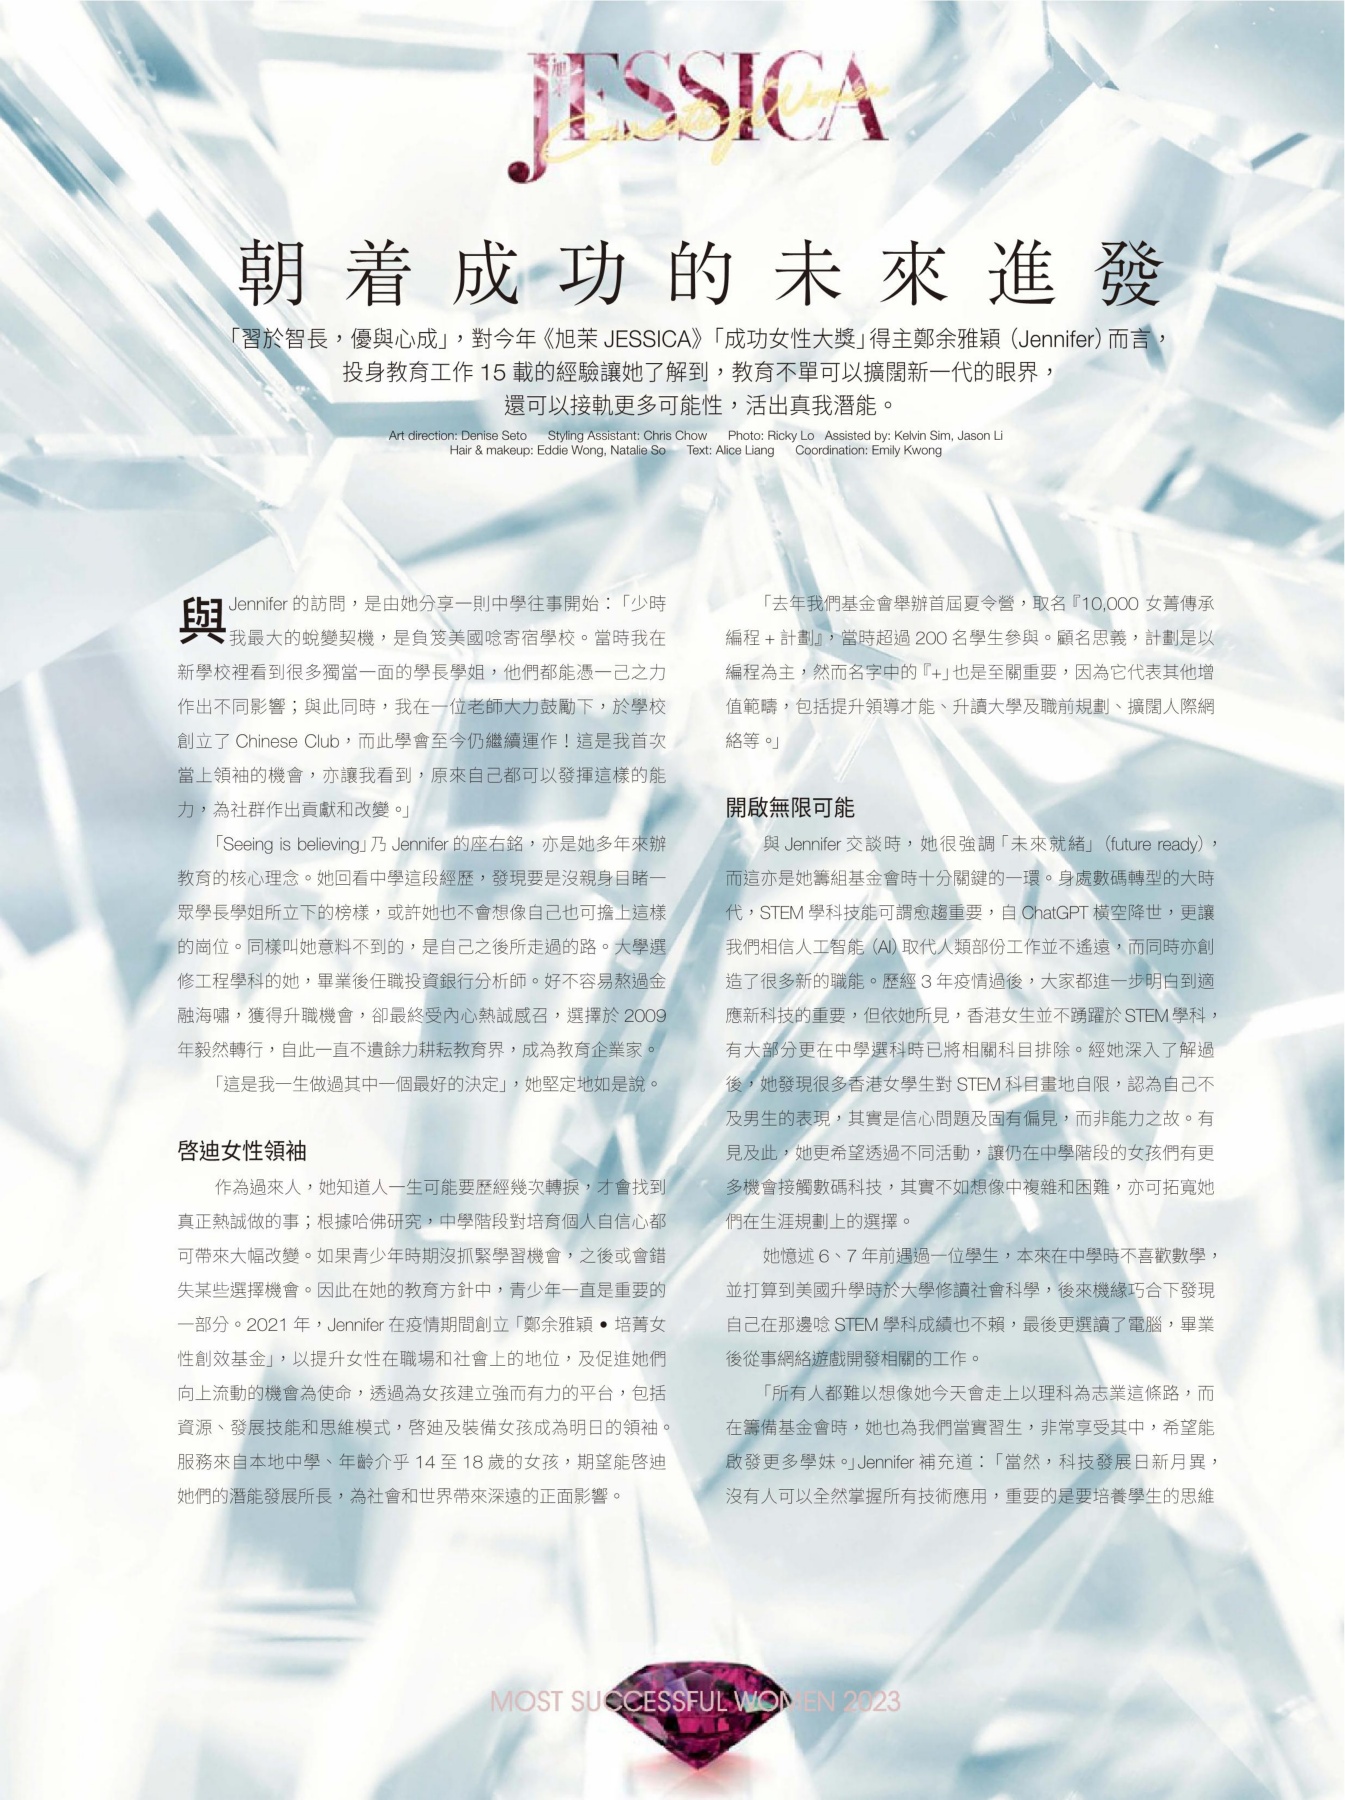 JESSICA
旭茉
Connecting Women
朝着成功的未來進發
「習於智長，優與心成」，對今年《旭茉 JESSICA》「成功女性大獎」得主鄭余雅穎（Jennifer）而言，
投身教育工作 15 載的經驗讓她了解到，教育不單可以擴闊新一代的眼界，
還可以接軌更多可能性，活出真我潛能。
Art direction: Denise Seto Styling Assistant: Chris Chow Photo: Ricky Lo Assisted by: Kelvin Sim, Jason Li
Hair & makeup: Eddie Wong, Natalie So Text: Alice Liang Coordination: Emily Kwong
與Jennifer 的訪問，是由她分享一則中學往事開始：「少時
我最大的蛻變契機，是負笈美國唸寄宿學校。當時我在
新學校裡看到很多獨當一面的學長學姐，他們都能憑一己之力
作出不同影響；與此同時，我在一位老師大力鼓勵下，於學校
創立了 Chinese Club，而此學會至今仍繼續運作！這是我首次
當上領袖的機會，亦讓我看到，原來自己都可以發揮這樣的能
力，為社群作出貢獻和改變。」
「Seeing is believing」乃 Jennifer 的座右銘，亦是她多年來辦
教育的核心理念。她回看中學這段經歷，發現要是沒親身目睹一
眾學長學姐所立下的榜樣，或許她也不會想像自己也可擔上這樣
的崗位。同樣叫她意料不到的，是自己之後所走過的路。大學選
修工程學科的她，畢業後任職投資銀行分析師。好不容易熬過金
融海嘯，獲得升職機會，卻最終受內心熱誠感召，選擇於 2009
年毅然轉行，自此一直不遺餘力耕耘教育界，成為教育企業家。
「這是我一生做過其中一個最好的決定」，她堅定地如是說。
啓迪女性領袖
作為過來人，她知道人一生可能要歷經幾次轉捩，才會找到
真正熱誠做的事；根據哈佛研究，中學階段對培育個人自信心都
可帶來大幅改變。如果青少年時期沒抓緊學習機會，之後或會錯
失某些選擇機會。因此在她的教育方針中，青少年一直是重要的
一部分。2021 年，Jennifer 在疫情期間創立「鄭余雅穎 • 培菁女
性創效基金」，以提升女性在職場和社會上的地位，及促進她們
向上流動的機會為使命，透過為女孩建立強而有力的平台，包括
資源、發展技能和思維模式，啓迪及裝備女孩成為明日的領袖。
服務來自本地中學、年齡介乎 14 至 18 歲的女孩，期望能啓迪
她們的潛能發展所長，為社會和世界帶來深遠的正面影響。
「去年我們基金會舉辦首屆夏令營，取名『10,000 女菁傳承
編程 + 計劃』，當時超過 200 名學生參與。顧名思義，計劃是以
編程為主，然而名字中的『+」也是至關重要，因為它代表其他增
值範疇，包括提升領導才能、升讀大學及職前規劃、擴闊人際網
絡等。」
開啟無限可能
與 Jennifer 交談時，她很強調「未來就緒」（future ready），
而這亦是她籌組基金會時十分關鍵的一環。身處數碼轉型的大時
代，STEM 學科技能可謂愈趨重要，自 ChatGPT 橫空降世，更讓
我們相信人工智能（AI）取代人類部份工作並不遙遠，而同時亦創
造了很多新的職能。歷經 3 年疫情過後，大家都進一步明白到適
應新科技的重要，但依她所見，香港女生並不踴躍於 STEM 學科，
有大部分更在中學選科時已將相關科目排除。經她深入了解過
後，她發現很多香港女學生對 STEM 科目畫地自限，認為自己不
及男生的表現，其實是信心問題及固有偏見，而非能力之故。有
見及此，她更希望透過不同活動，讓仍在中學階段的女孩們有更
多機會接觸數碼科技，其實不如想像中複雜和困難，亦可拓寬她
們在生涯規劃上的選擇。
她憶述 6、7 年前遇過一位學生，本來在中學時不喜歡數學，
並打算到美國升學時於大學修讀社會科學，後來機緣巧合下發現
自己在那邊唸 STEM 學科成績也不賴，最後更選讀了電腦，畢業
後從事網絡遊戲開發相關的工作。
「所有人都難以想像她今天會走上以理科為志業這條路，而
在籌備基金會時，她也為我們當實習生，非常享受其中，希望能
啟發更多學妹。」Jennifer 補充道：「當然，科技發展日新月異，
沒有人可以全然掌握所有技術應用，重要的是要培養學生的思維
MOST SUCCESSFUL WOMEN 2023